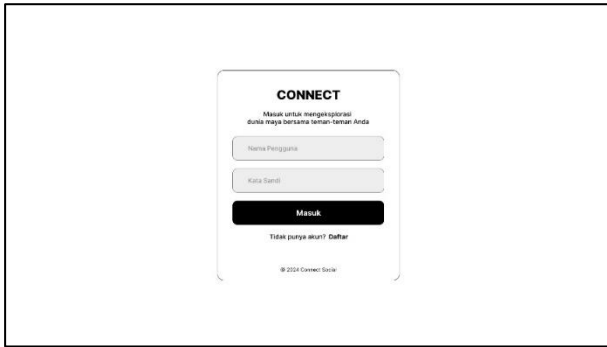 CONNECT
Masuk untuk mengeksplorasi
dunia maya bersama teman-teman Anda
Nama Pengguna
Kata Sandi
Masuk
Tidak punya akun? Daftar
© 2024 Connect Social